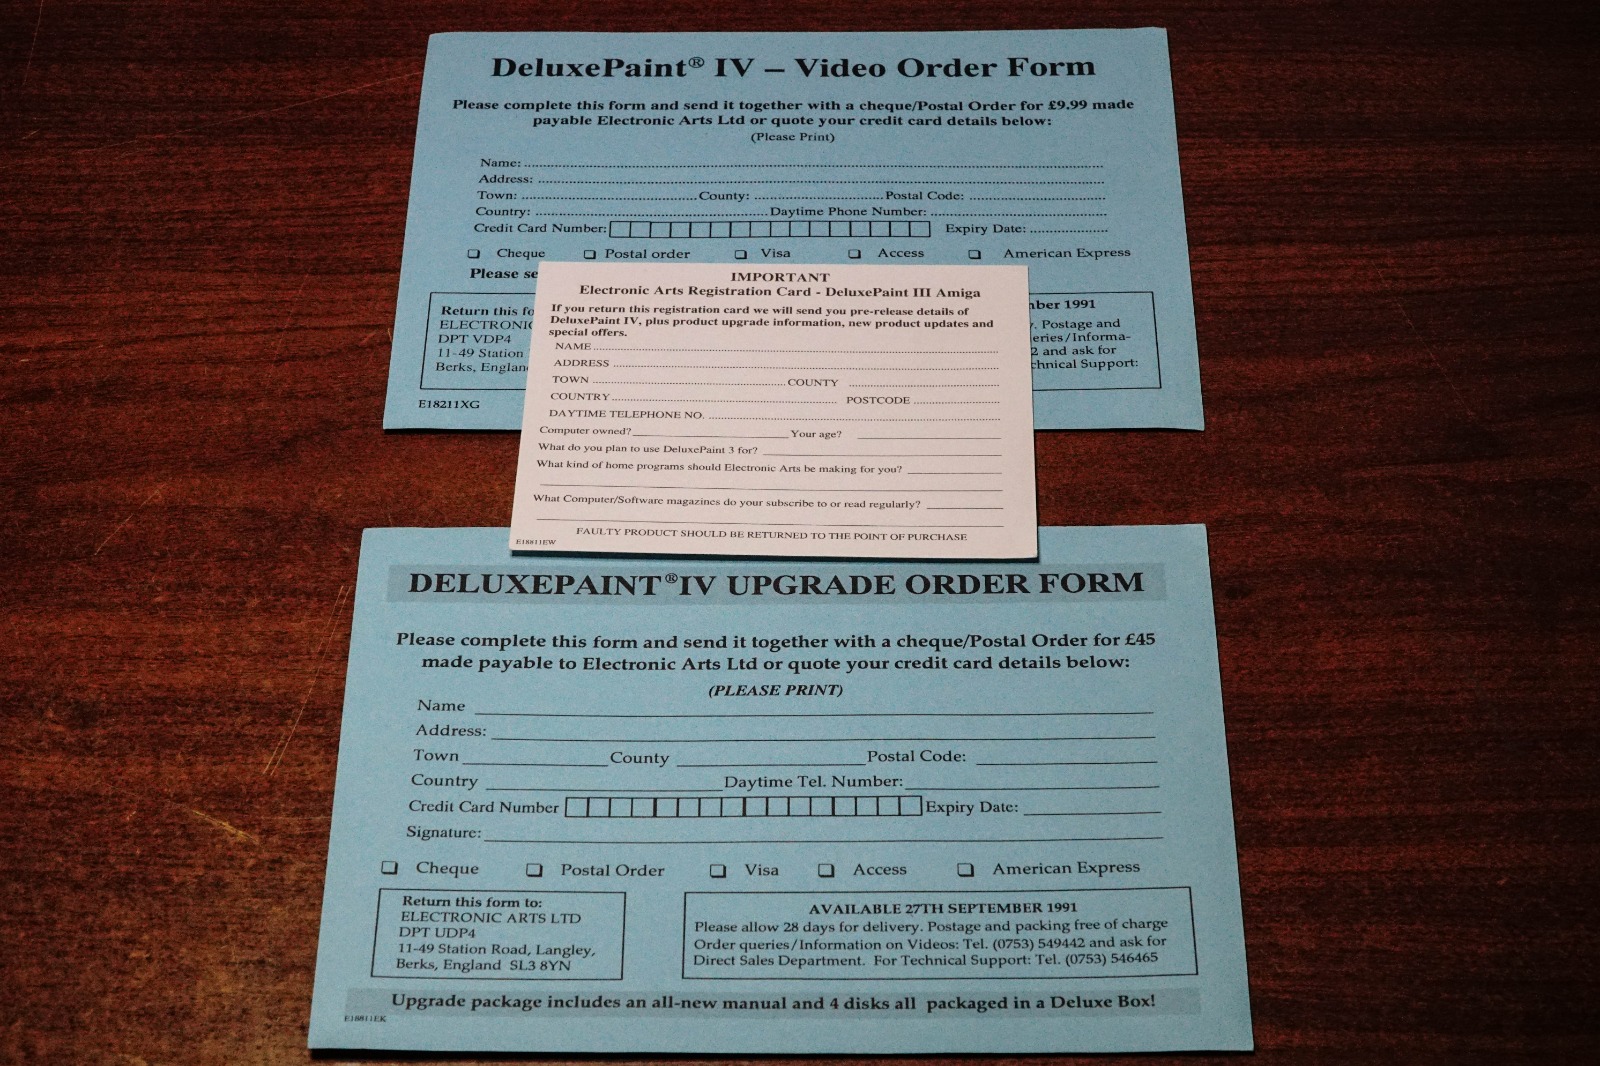 DeluxePaint® IV – Video Order Form
Please complete this form and send it together with a cheque/Postal Order for £9.99 made
payable Electronic Arts Ltd or quote your credit card details below:
(Please Print)
Name:
Address:
Town: County: Postal Code:
Country: Daytime Phone Number:
Credit Card Number: Expiry Date:
Cheque Postal order Visa Access American Express
Please se
Return this fo
ELECTRONIC
DPT VDP4
11-49 Station
Berks, England
E18211XG
ber 1991
. Postage and
eries/Informa-
2 and ask for
chnical Support:
IMPORTANT
Electronic Arts Registration Card - DeluxePaint III Amiga
If you return this registration card we will send you pre-release details of
DeluxePaint IV, plus product upgrade information, new product updates and
special offers.
NAME
ADDRESS
TOWN COUNTY
COUNTRY POSTCODE
DAYTIME TELEPHONE NO.
Computer owned? Your age?
What do you plan to use DeluxePaint 3 for?
What kind of home programs should Electronic Arts be making for you?
What Computer/Software magazines do your subscribe to or read regularly?
FAULTY PRODUCT SHOULD BE RETURNED TO THE POINT OF PURCHASE
E18811EW
DELUXEPAINT® IV UPGRADE ORDER FORM
Please complete this form and send it together with a cheque/Postal Order for £45
made payable to Electronic Arts Ltd or quote your credit card details below:
(PLEASE PRINT)
Name
Address:
Town County Postal Code:
Country Daytime Tel. Number:
Credit Card Number Expiry Date:
Signature:
Cheque Postal Order Visa Access American Express
Return this form to:
ELECTRONIC ARTS LTD
DPT UDP4
11-49 Station Road, Langley,
Berks, England SL3 8YN
AVAILABLE 27TH SEPTEMBER 1991
Please allow 28 days for delivery. Postage and packing free of charge
Order queries/Information on Videos: Tel. (0753) 549442 and ask for
Direct Sales Department. For Technical Support: Tel. (0753) 546465
Upgrade package includes an all-new manual and 4 disks all packaged in a Deluxe Box!
E18811EK